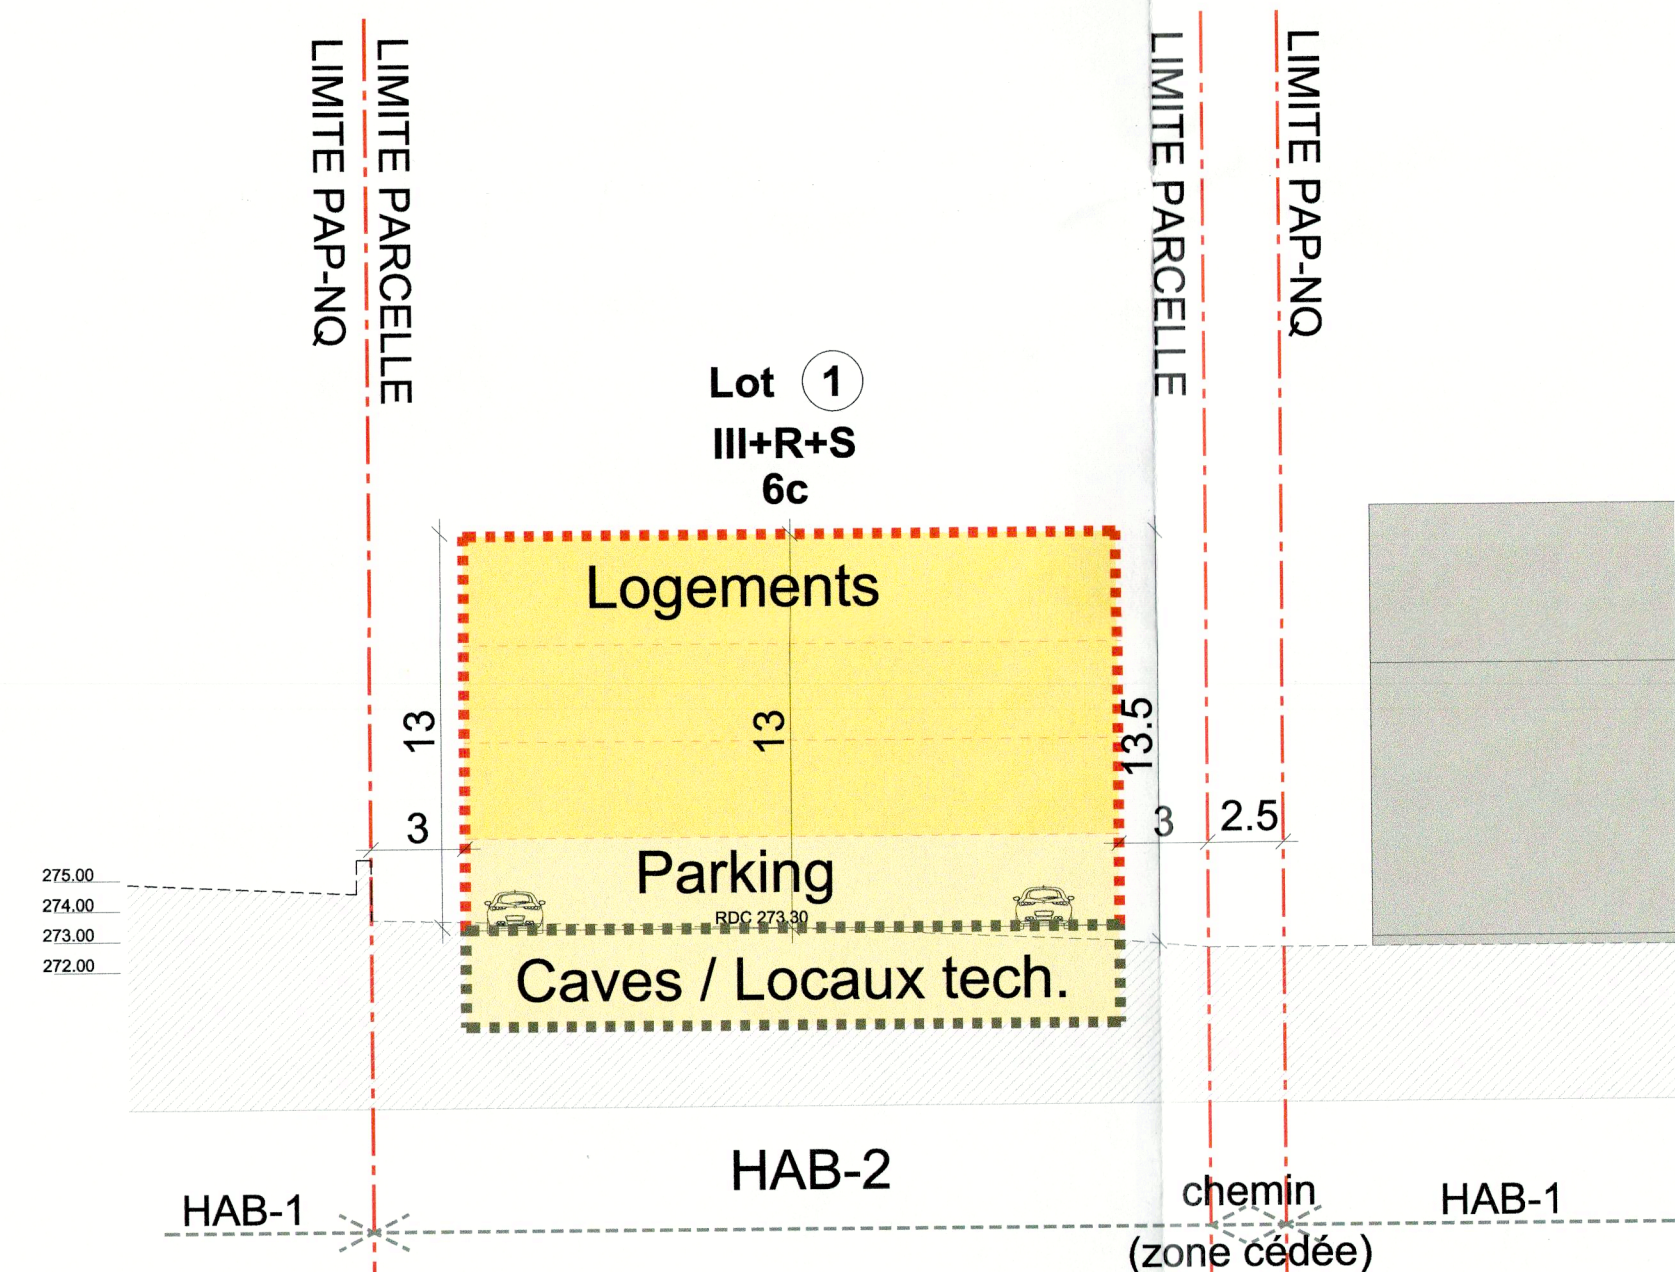 LIMITE PAP-NQ
LIMITE PARCELLE
LIMITE PARCELLE
LIMITE PAP-NQ
Lot 1
III+R+S
6c
Logements
13
13
13.5
3
3
2.5
Parking
RDC 273.30
275.00
274.00
273.00
272.00
Caves / Locaux tech.
HAB-2
HAB-1
chemin
HAB-1
(zone cédée)